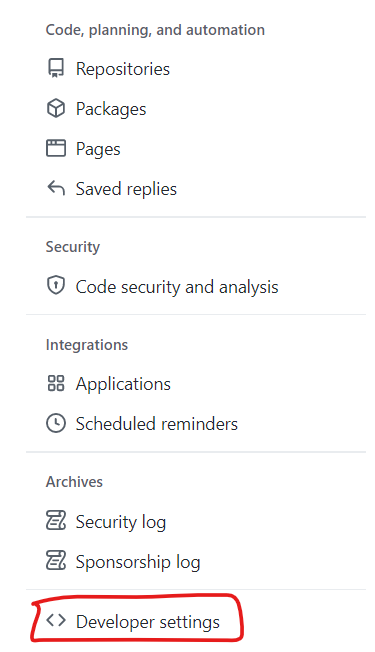 Code, planning, and automation
Repositories
Packages
Pages
Saved replies
Security
Code security and analysis
Integrations
Applications
Scheduled reminders
Archives
Security log
Sponsorship log
Developer settings